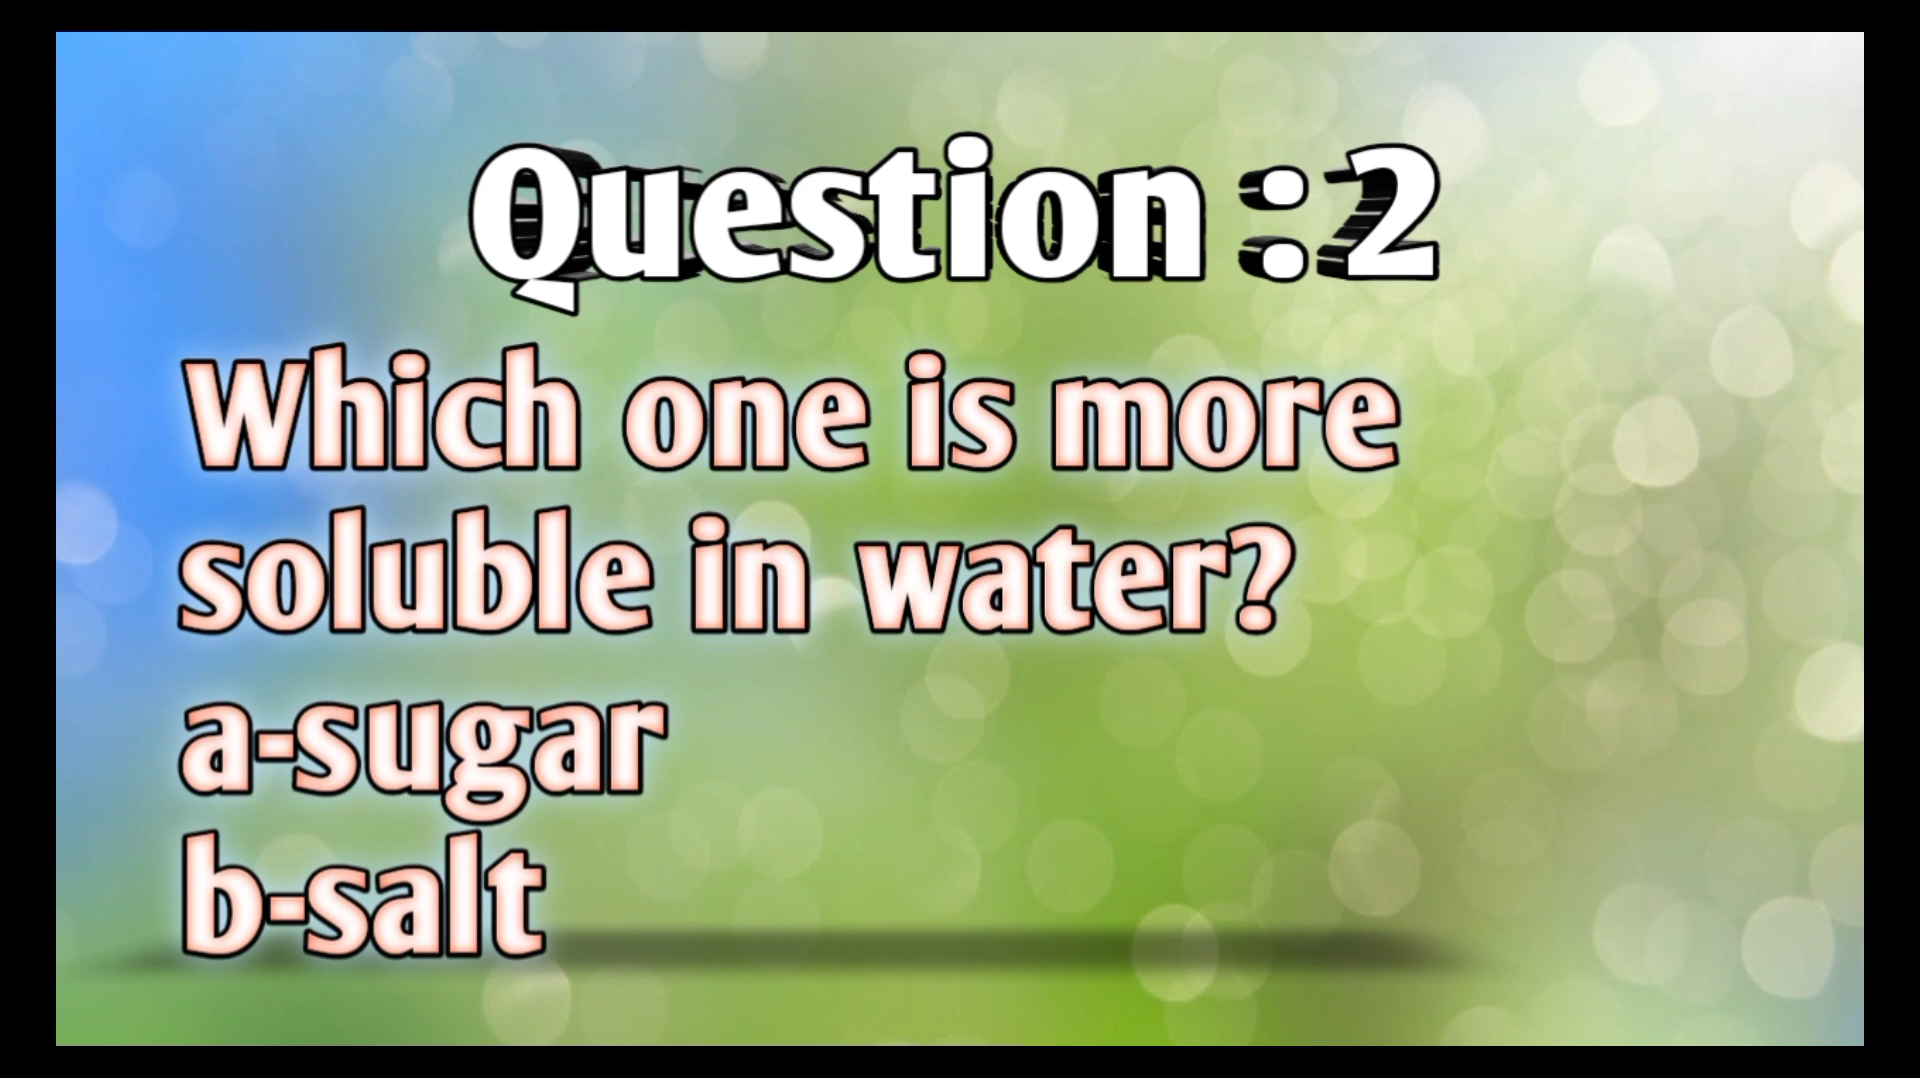 Question :2
Which one is more
soluble in water?
a-sugar
b-salt